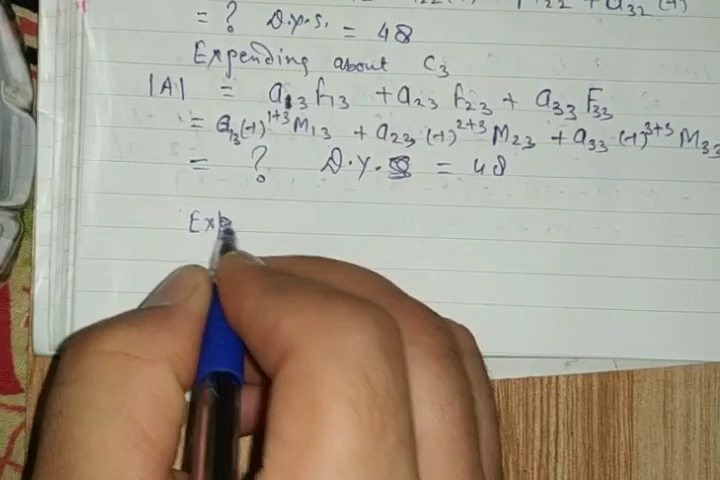 = ? D.y.s. = 48
Expending about C3
|A| = a13 F13 + a23 F23 + a33 F33
= a13 (-1)^1+3 M13 + a23 (-1)^2+3 M23 + a33 (-1)^3+3 M33
= ? D.y.S = 48
Exp